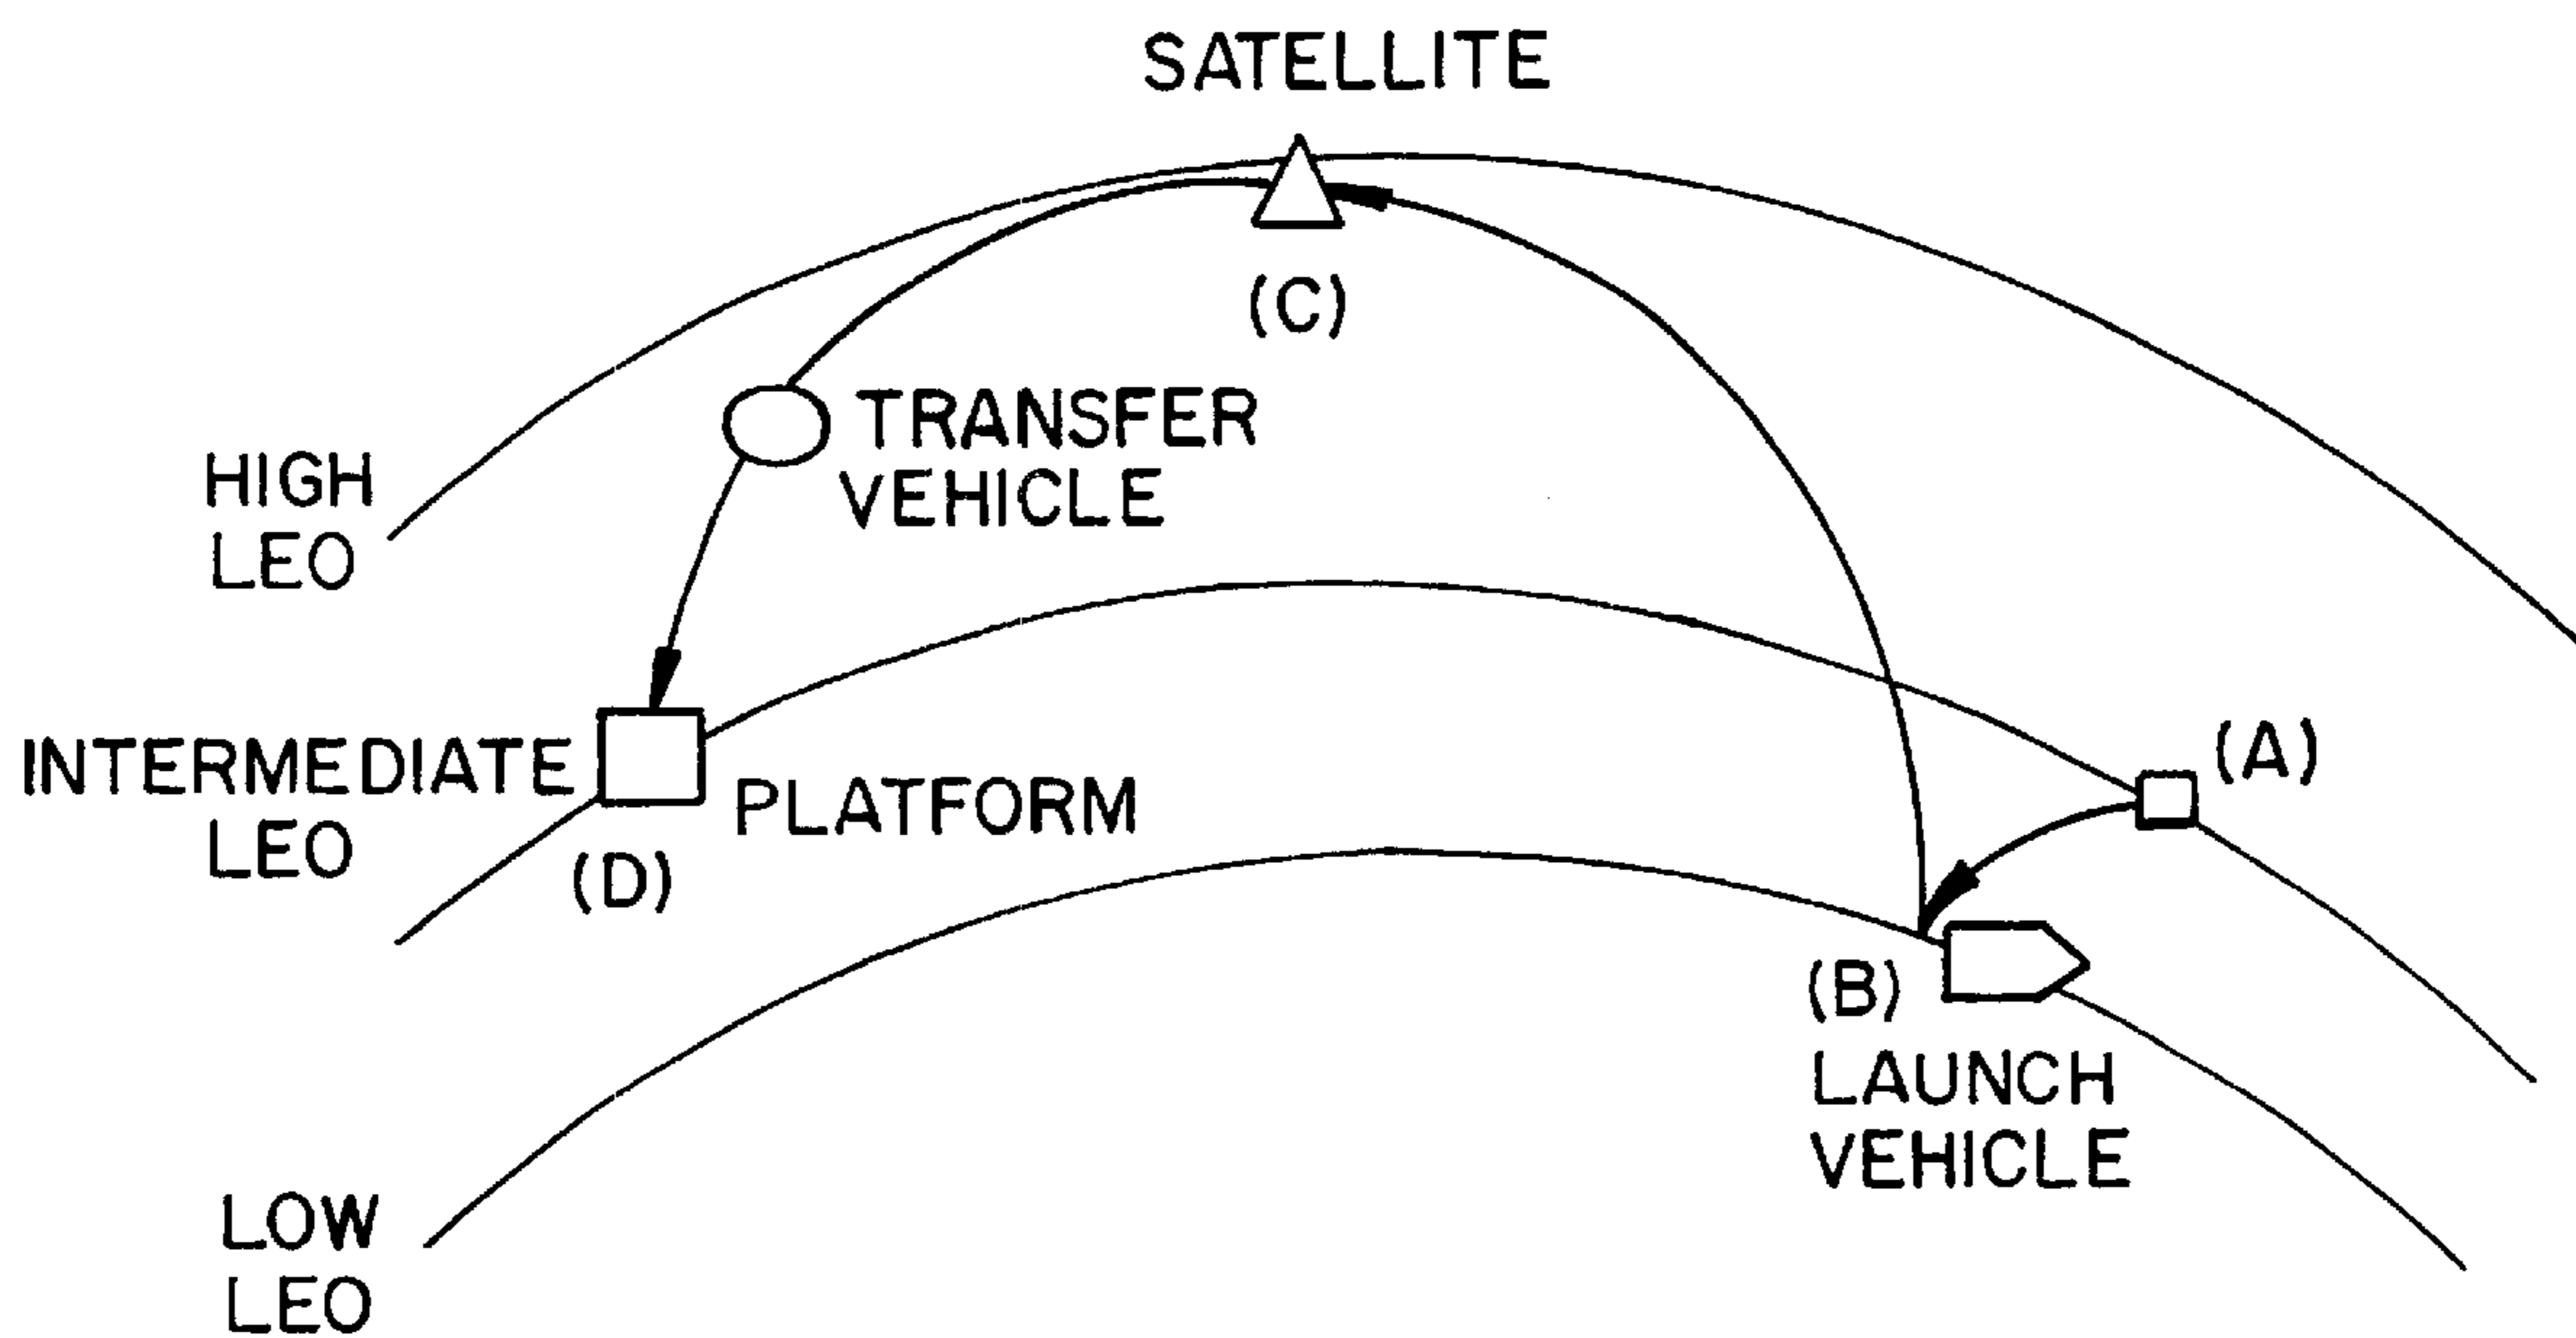 SATELLITE
(C)
TRANSFER
VEHICLE
HIGH
LEO
(A)
INTERMEDIATE
LEO
PLATFORM
(D)
(B)
LAUNCH
VEHICLE
LOW
LEO